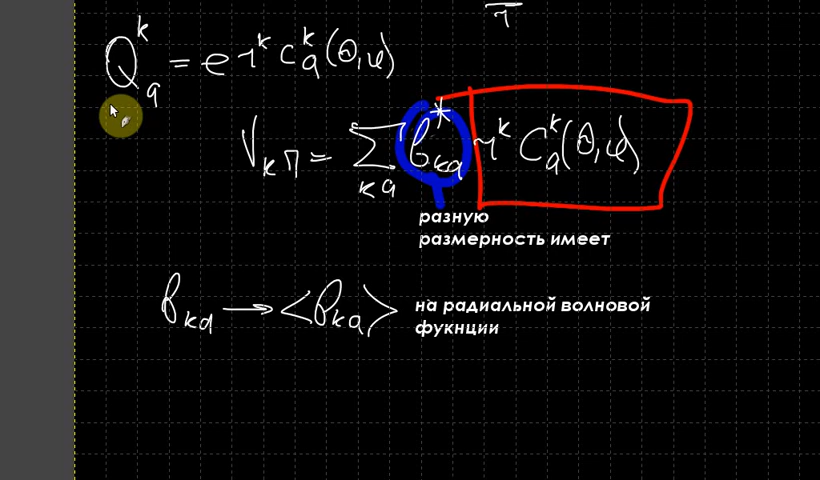 Q^k_q = e r^k C^k_q(θ,φ)
V_кп = Σ_kq B*_kq r^k C^k_q(θ,φ)
разную
размерность имеет
B_kq → <B_kq> на радиальной волновой
фукнции